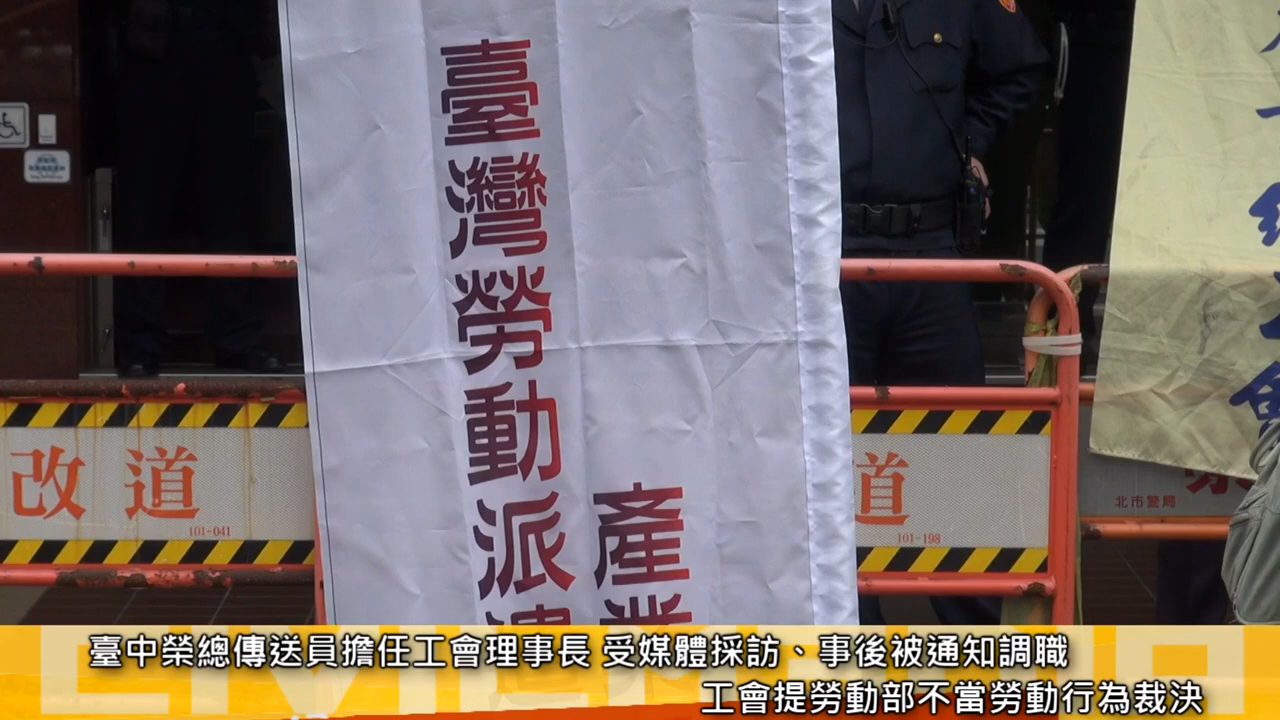 臺灣勞動派遣
產業
改道
101-041
道
101-198
北市警局
臺中榮總傳送員擔任工會理事長 受媒體採訪、事後被通知調職
工會提勞動部不當勞動行為裁決